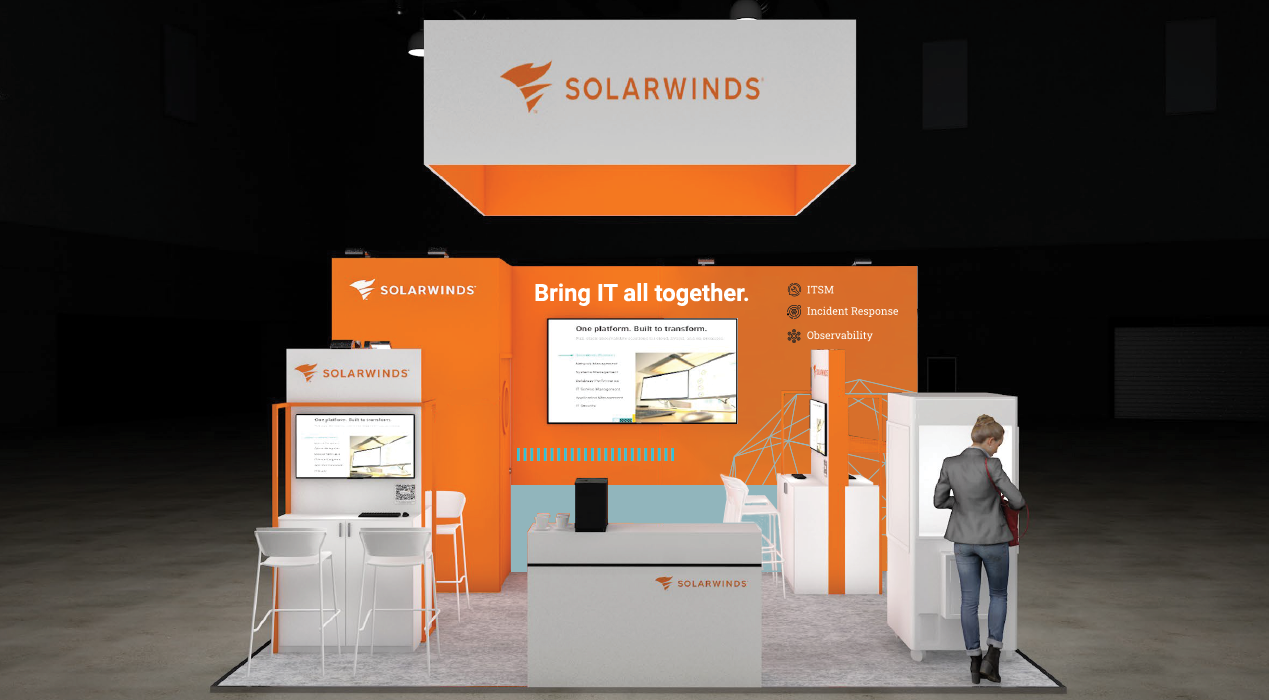 SOLARWINDS
SOLARWINDS
Bring IT all together.
ITSM
Incident Response
Observability
One platform. Built to transform.
SOLARWINDS
One platform. Built to transform.
SOLARWINDS